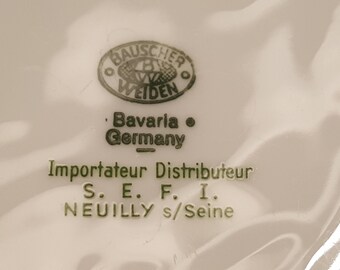 BAUSCHER
B
W
WEIDEN
Bavaria
Germany
Importateur Distributeur
S. E. F. I.
NEUILLY s/Seine